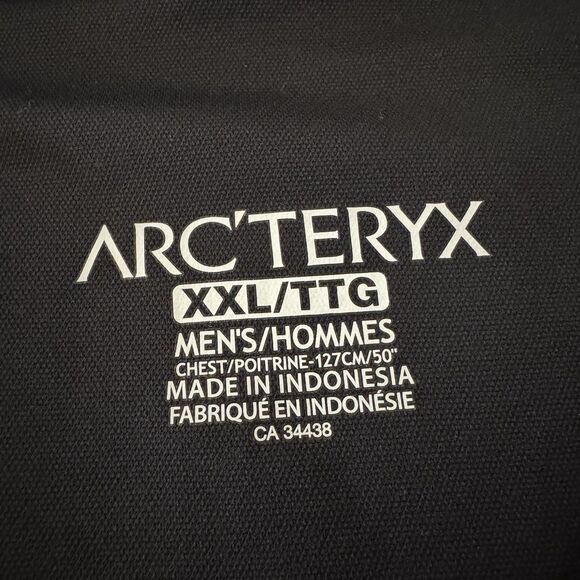 ARC'TERYX
XXL/TTG
MEN'S/HOMMES
CHEST/POITRINE-127CM/50"
MADE IN INDONESIA
FABRIQUÉ EN INDONÉSIE
CA 34438